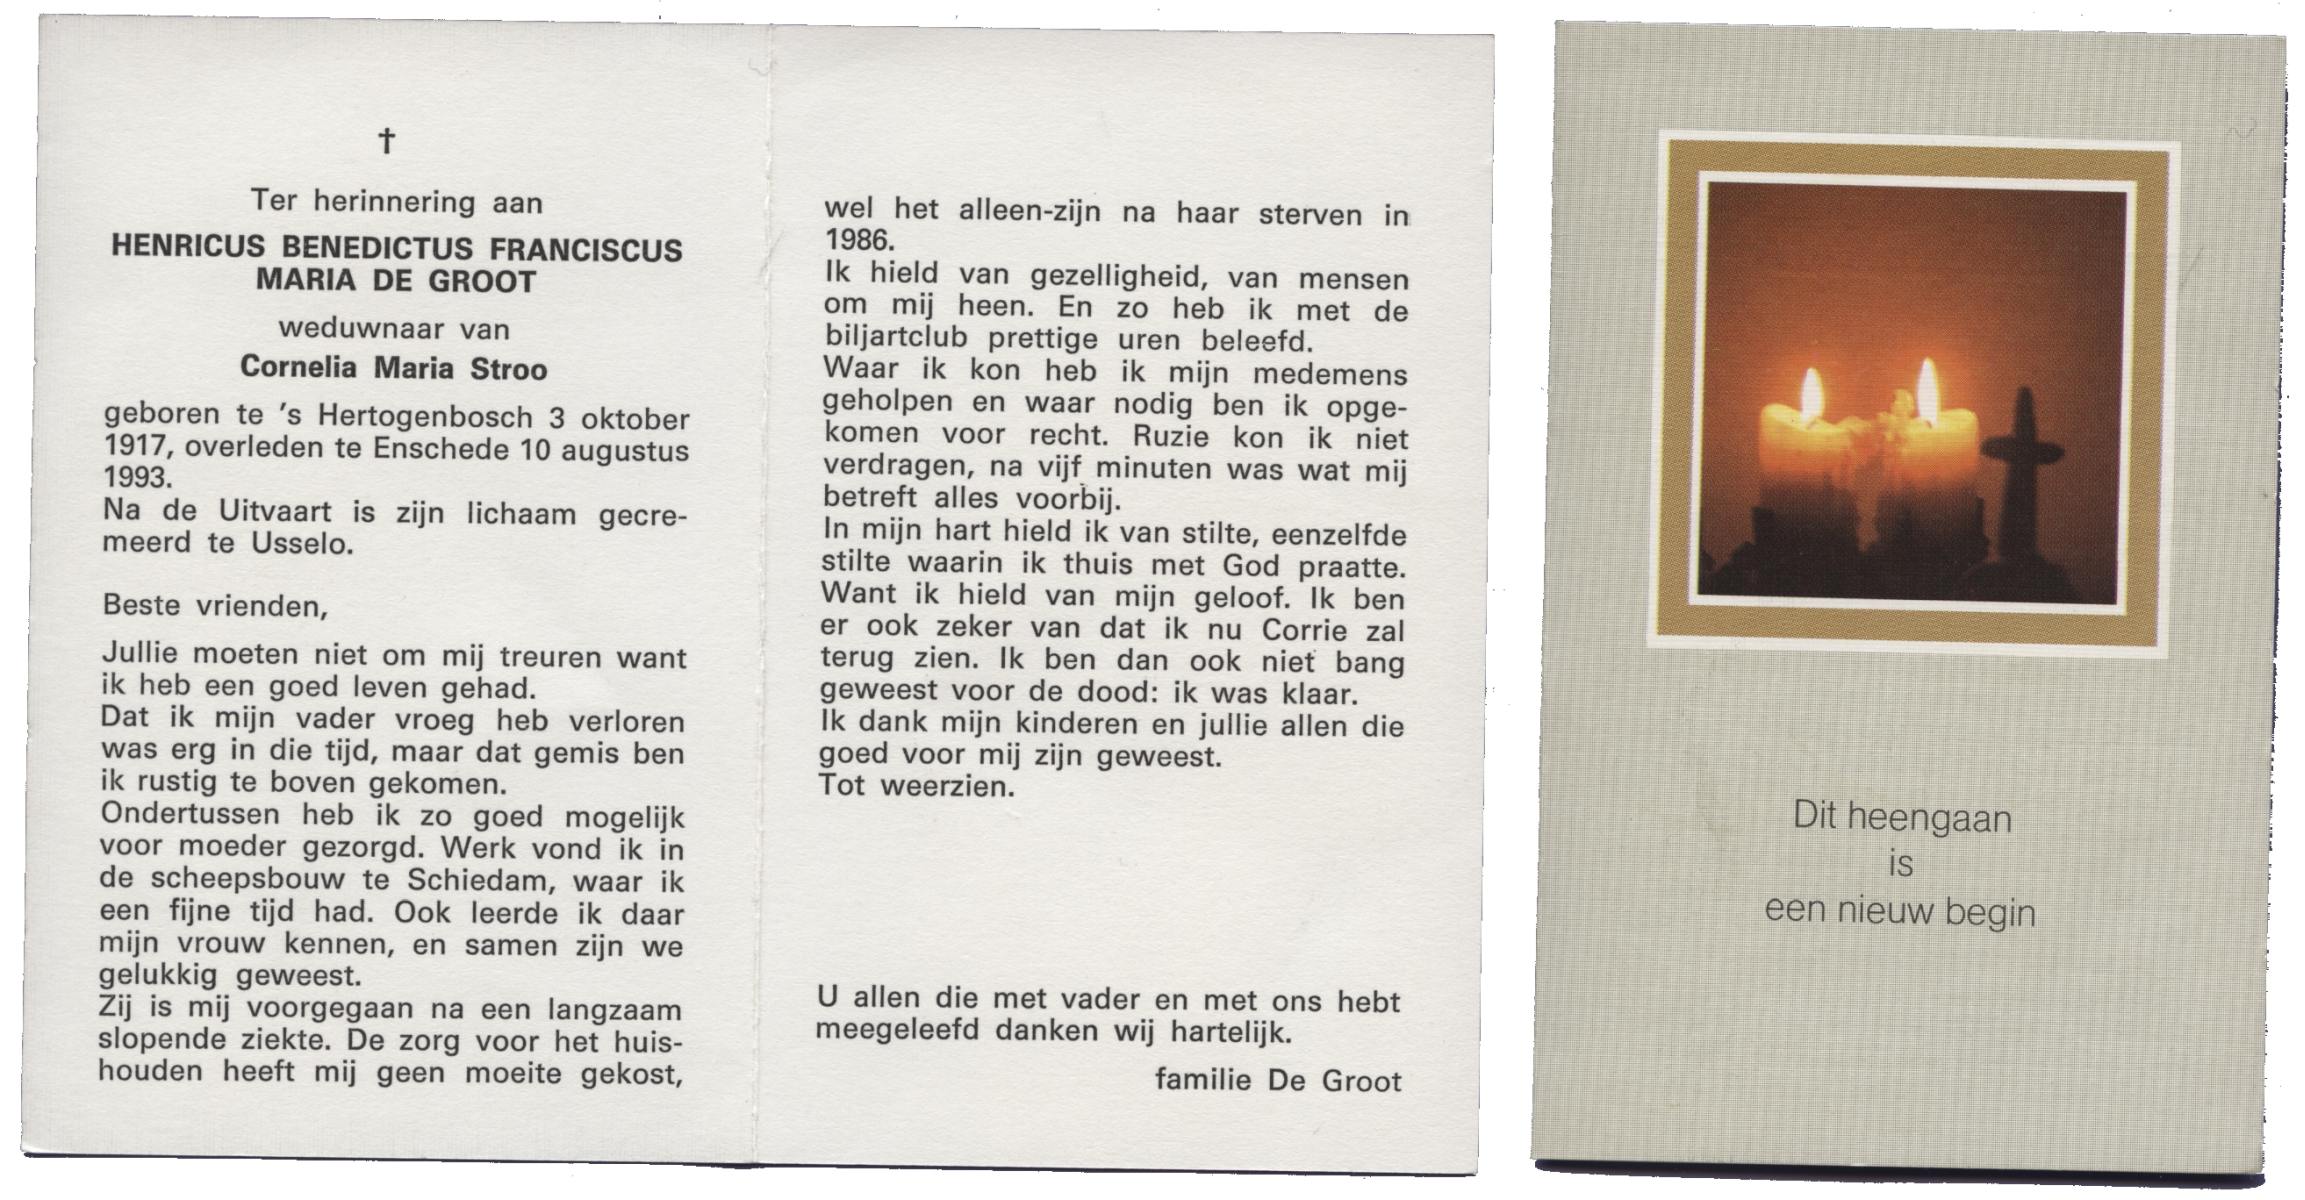 †
Ter herinnering aan
HENRICUS BENEDICTUS FRANCISCUS
MARIA DE GROOT
weduwnaar van
Cornelia Maria Stroo
geboren te 's Hertogenbosch 3 oktober
1917, overleden te Enschede 10 augustus
1993.
Na de Uitvaart is zijn lichaam gecre-
meerd te Usselo.
Beste vrienden,
Jullie moeten niet om mij treuren want
ik heb een goed leven gehad.
Dat ik mijn vader vroeg heb verloren
was erg in die tijd, maar dat gemis ben
ik rustig te boven gekomen.
Ondertussen heb ik zo goed mogelijk
voor moeder gezorgd. Werk vond ik in
de scheepsbouw te Schiedam, waar ik
een fijne tijd had. Ook leerde ik daar
mijn vrouw kennen, en samen zijn we
gelukkig geweest.
Zij is mij voorgegaan na een langzaam
slopende ziekte. De zorg voor het huis-
houden heeft mij geen moeite gekost,
wel het alleen-zijn na haar sterven in
1986.
Ik hield van gezelligheid, van mensen
om mij heen. En zo heb ik met de
biljartclub prettige uren beleefd.
Waar ik kon heb ik mijn medemens
geholpen en waar nodig ben ik opge-
komen voor recht. Ruzie kon ik niet
verdragen, na vijf minuten was wat mij
betreft alles voorbij.
In mijn hart hield ik van stilte, eenzelfde
stilte waarin ik thuis met God praatte.
Want ik hield van mijn geloof. Ik ben
er ook zeker van dat ik nu Corrie zal
terug zien. Ik ben dan ook niet bang
geweest voor de dood: ik was klaar.
Ik dank mijn kinderen en jullie allen die
goed voor mij zijn geweest.
Tot weerzien.
U allen die met vader en met ons hebt
meegeleefd danken wij hartelijk.
familie De Groot
Dit heengaan
is
een nieuw begin